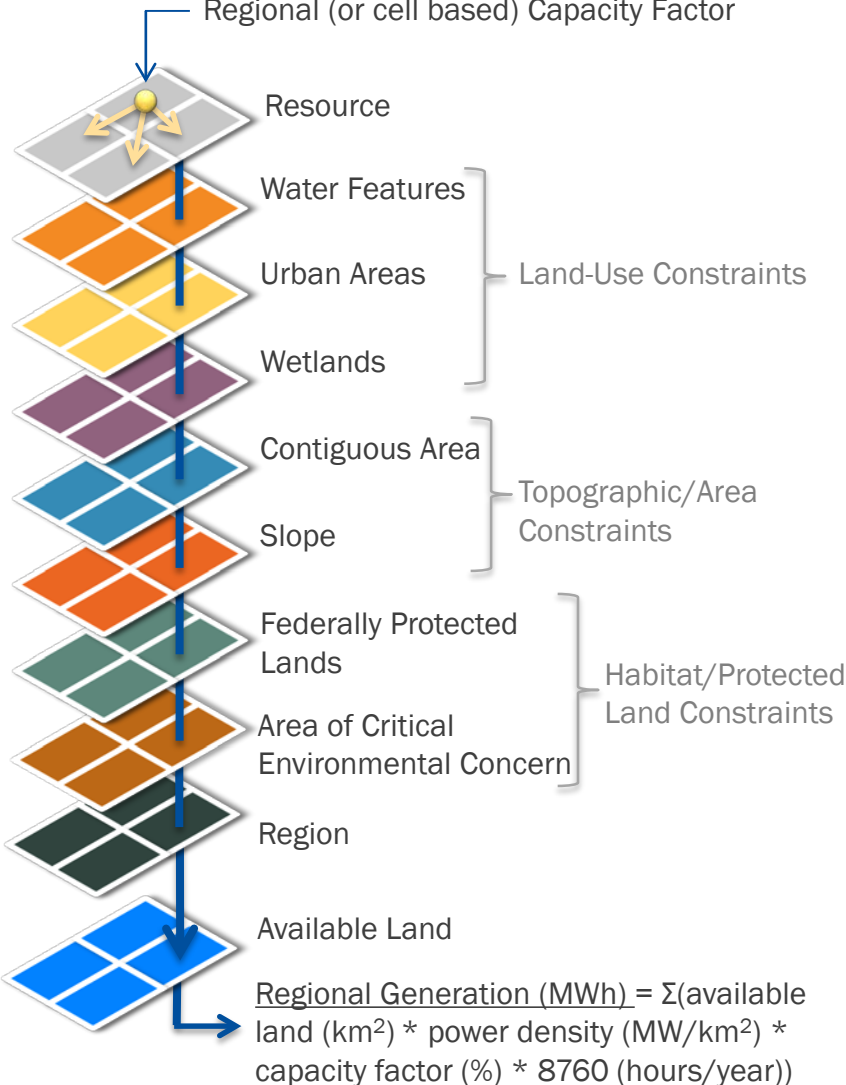 Regional (or cell based) Capacity Factor
Resource
Water Features
Urban Areas
Land-Use Constraints
Wetlands
Contiguous Area
Topographic/Area
Constraints
Slope
Federally Protected
Lands
Habitat/Protected
Land Constraints
Area of Critical
Environmental Concern
Region
Available Land
Regional Generation (MWh) = Σ(available
land (km²) * power density (MW/km²) *
capacity factor (%) * 8760 (hours/year))